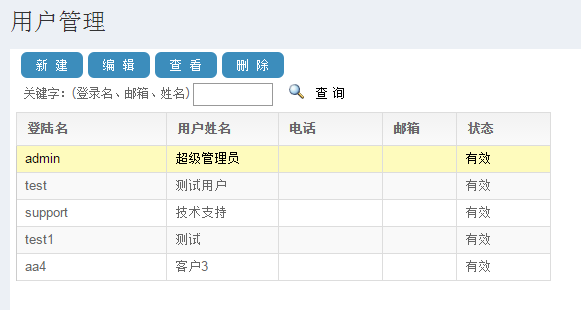 用户管理
新 建 编 辑 查 看 删 除
关键字：(登录名、邮箱、姓名) 查 询
登陆名 用户姓名 电话 邮箱 状态
admin 超级管理员 有效
test 测试用户 有效
support 技术支持 有效
test1 测试 有效
aa4 客户3 有效